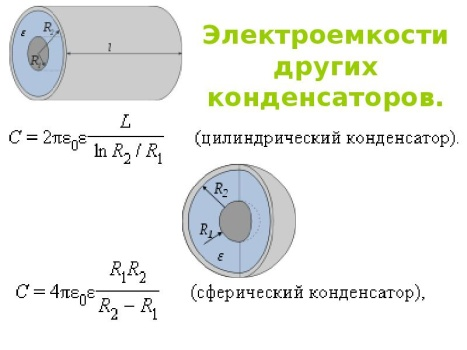 Электроемкости
других
конденсаторов.
ε R₂ R₁ l
C = 2πε₀ε L / ln R₂ / R₁ (цилиндрический конденсатор).
R₂
R₁
ε
C = 4πε₀ε R₁R₂ / R₂ − R₁ (сферический конденсатор),